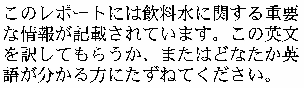 このレポートには飲料水に関する重要
な情報が記載されています。この英文
を訳してもらうか、またはどなたか英
語が分かる方にたずねてください。